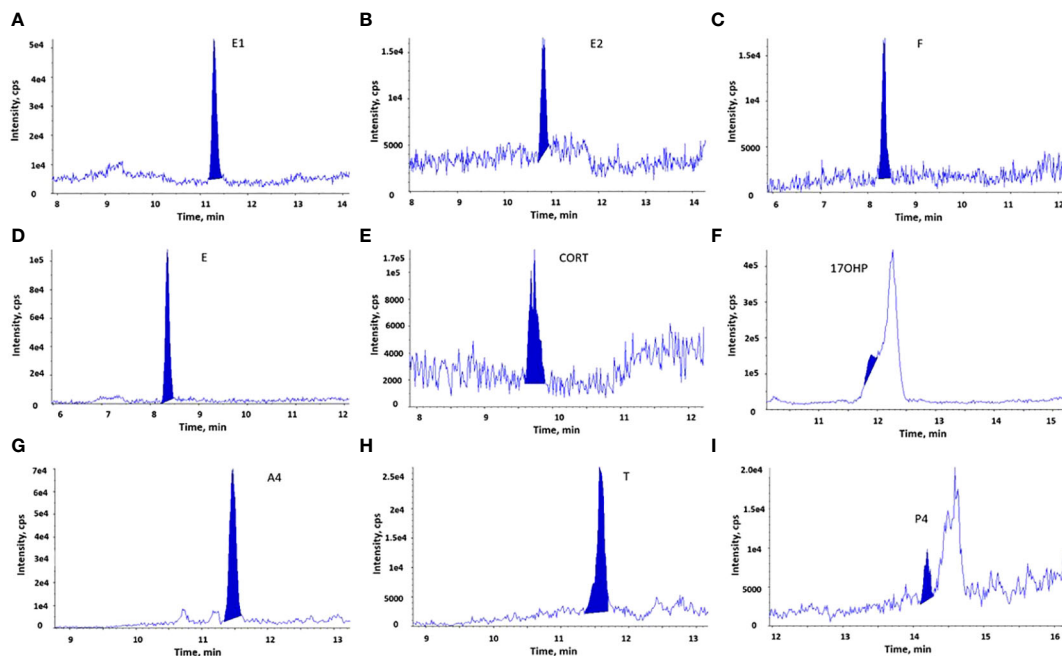 A
E1
5e4
4e4
3e4
2e4
1e4
0
Intensity, cps
8 9 10 11 12 13 14
Time, min
B
E2
1.5e4
1e4
5000
0
Intensity, cps
8 9 10 11 12 13 14
Time, min
C
F
1.5e4
1e4
5000
0
Intensity, cps
6 7 8 9 10 11 12
Time, min
D
E
1e5
8e4
6e4
4e4
2e4
0
Intensity, cps
6 7 8 9 10 11 12
Time, min
E
CORT
1.7e5
1e5
8000
6000
4000
2000
0
Intensity, cps
8 9 10 11 12
Time, min
F
17OHP
4e5
3e5
2e5
1e5
0
Intensity, cps
11 12 13 14 15
Time, min
G
A4
7e4
6e4
5e4
4e4
3e4
2e4
1e4
0
Intensity, cps
9 10 11 12 13
Time, min
H
T
2.5e4
2e4
1.5e4
1e4
5000
0
Intensity, cps
9 10 11 12 13
Time, min
I
P4
2.0e4
1.5e4
1e4
5000
0
Intensity, cps
12 13 14 15 16
Time, min